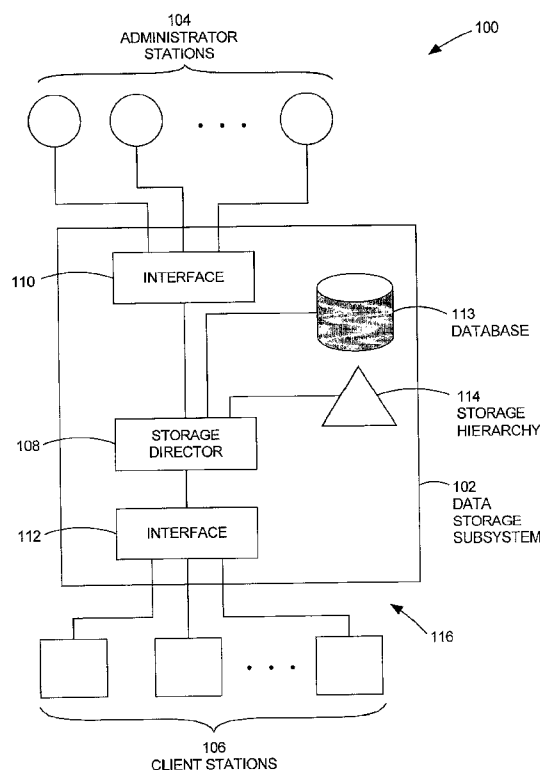 104
ADMINISTRATOR
STATIONS
100
. . .
110
INTERFACE
113
DATABASE
114
STORAGE
HIERARCHY
108
STORAGE
DIRECTOR
102
DATA
STORAGE
SUBSYSTEM
112
INTERFACE
116
. . .
106
CLIENT STATIONS